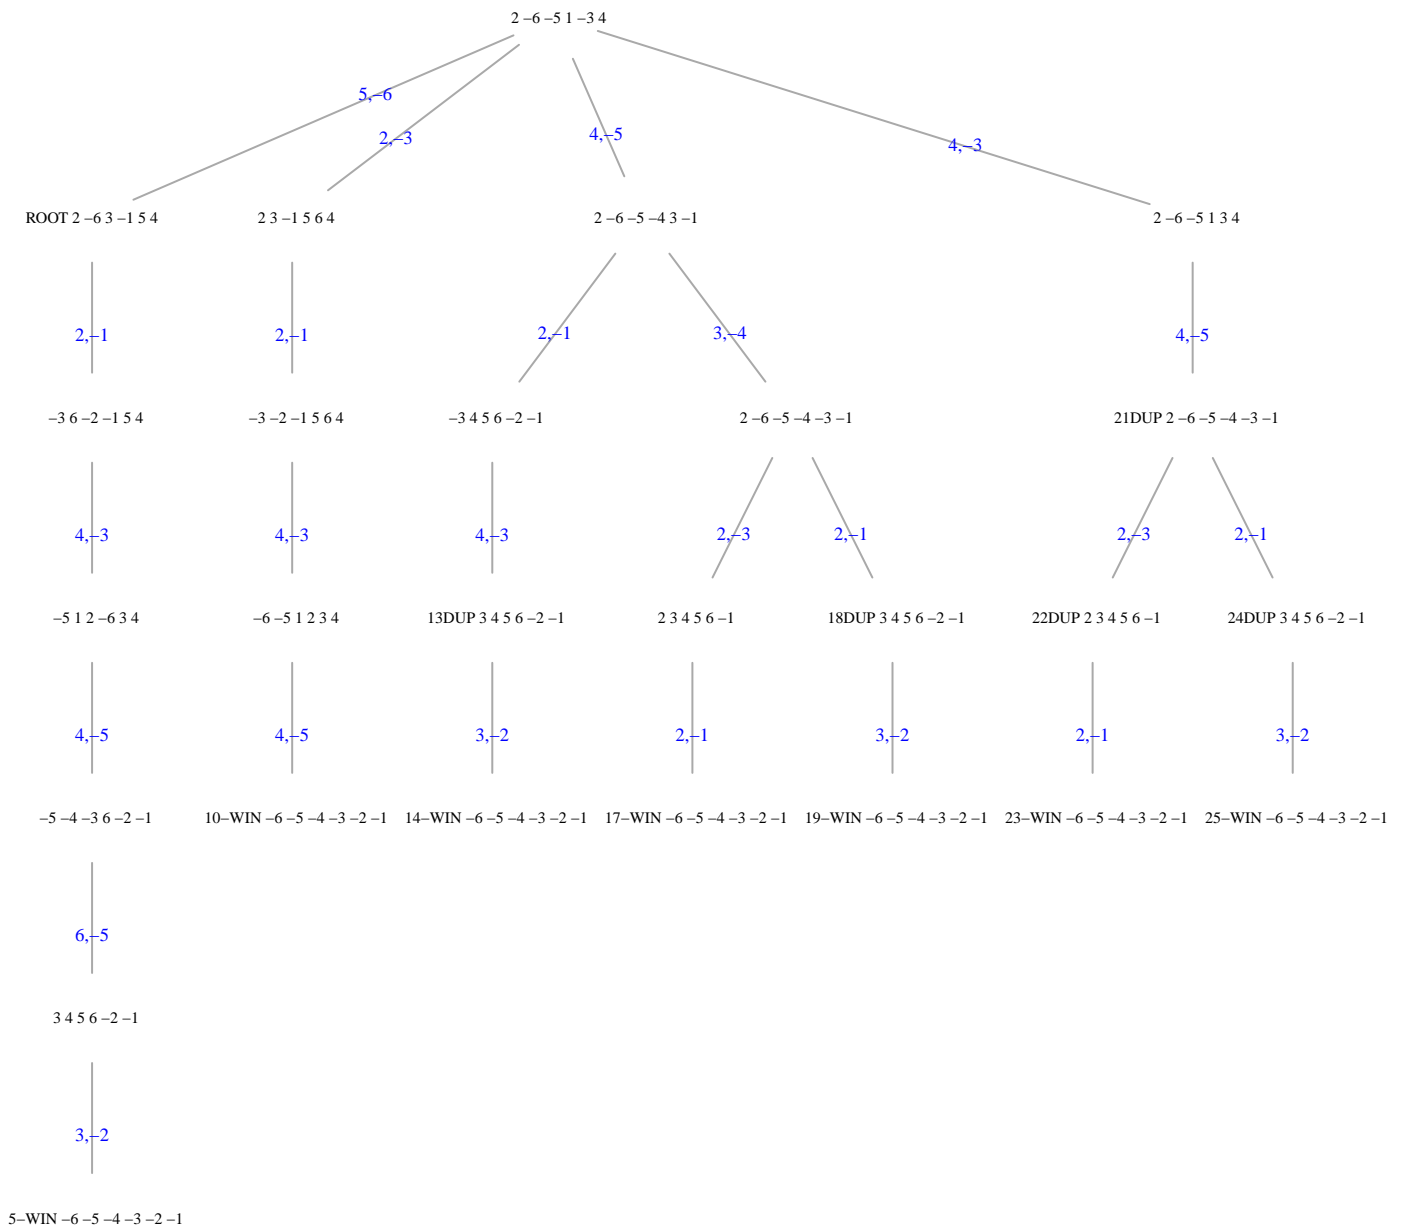 2 –6 –5 1 –3 4
5,–6
2,–3
4,–5
4,–3
ROOT 2 –6 3 –1 5 4
2 3 –1 5 6 4
2 –6 –5 –4 3 –1
2 –6 –5 1 3 4
2,–1
2,–1
2,–1
3,–4
4,–5
–3 6 –2 –1 5 4
–3 –2 –1 5 6 4
–3 4 5 6 –2 –1
2 –6 –5 –4 –3 –1
21DUP 2 –6 –5 –4 –3 –1
4,–3
4,–3
4,–3
2,–3
2,–1
2,–3
2,–1
–5 1 2 –6 3 4
–6 –5 1 2 3 4
13DUP 3 4 5 6 –2 –1
2 3 4 5 6 –1
18DUP 3 4 5 6 –2 –1
22DUP 2 3 4 5 6 –1
24DUP 3 4 5 6 –2 –1
4,–5
4,–5
3,–2
2,–1
3,–2
2,–1
3,–2
–5 –4 –3 6 –2 –1
10–WIN –6 –5 –4 –3 –2 –1
14–WIN –6 –5 –4 –3 –2 –1
17–WIN –6 –5 –4 –3 –2 –1
19–WIN –6 –5 –4 –3 –2 –1
23–WIN –6 –5 –4 –3 –2 –1
25–WIN –6 –5 –4 –3 –2 –1
6,–5
3 4 5 6 –2 –1
3,–2
5–WIN –6 –5 –4 –3 –2 –1